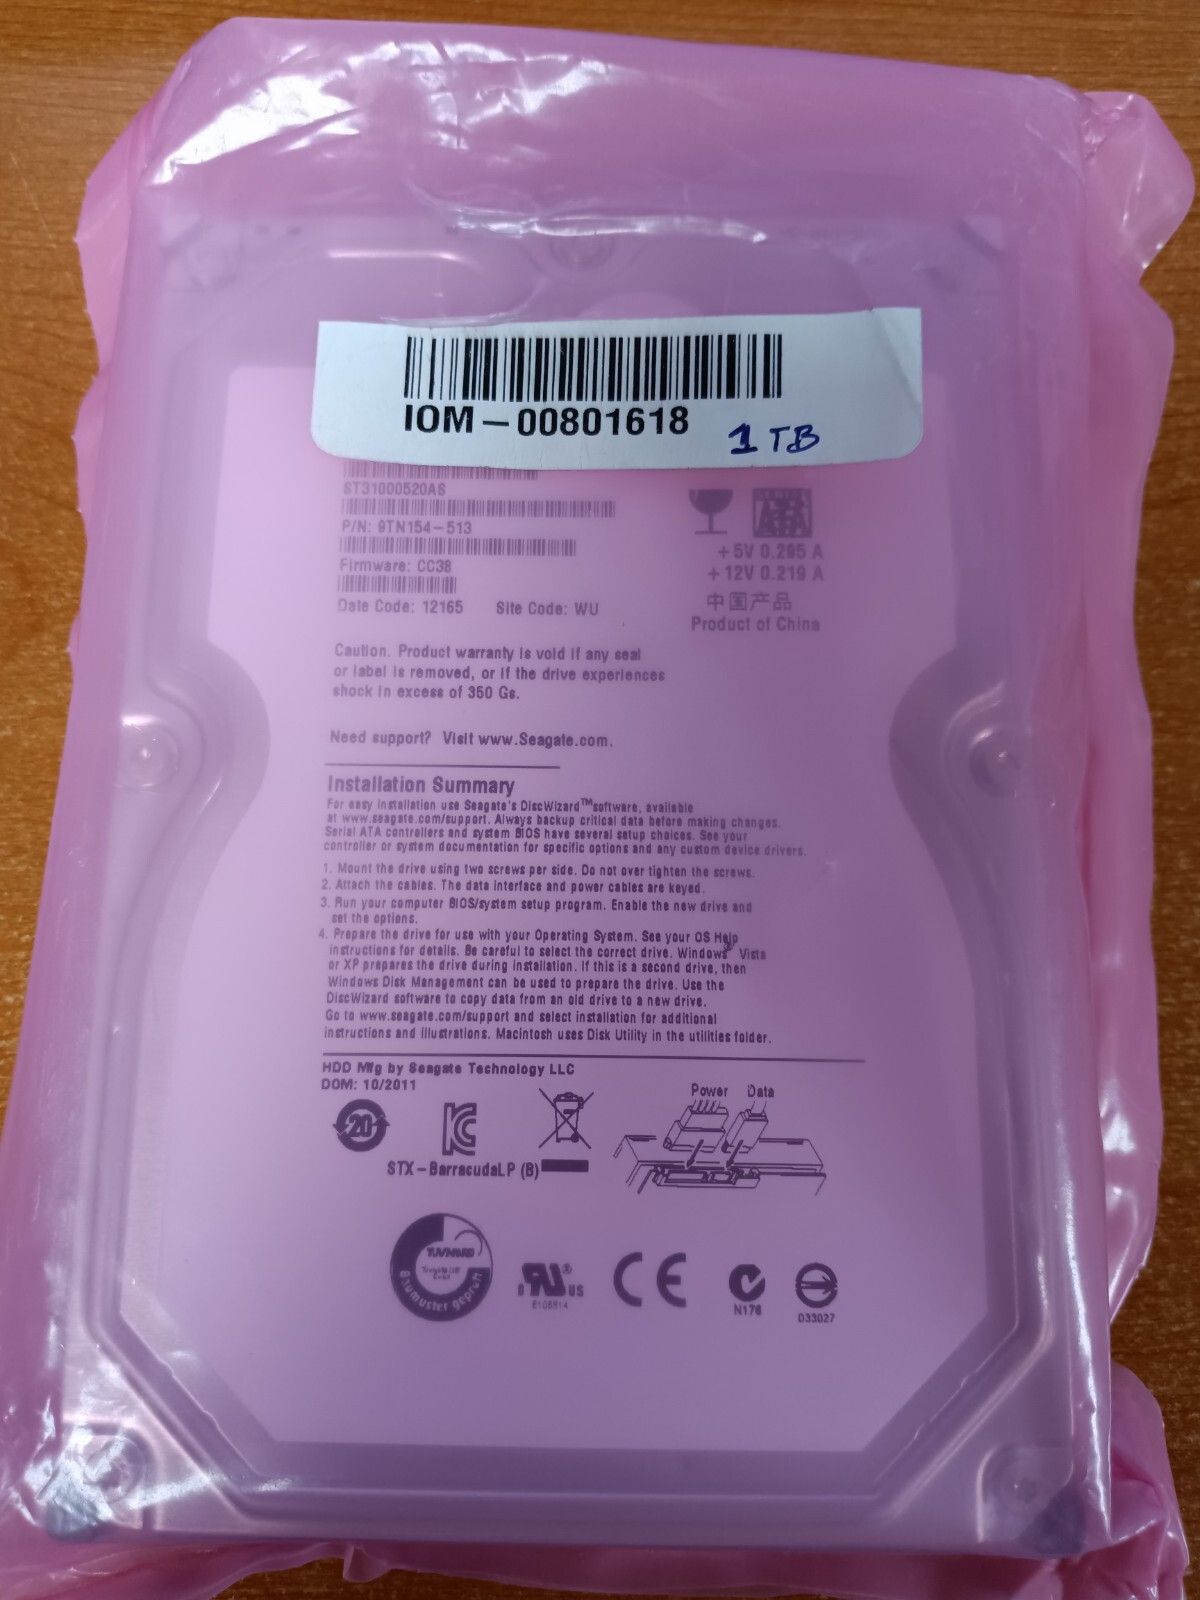 IOM-00801618
1 TB
ST31000520AS
P/N: 9TN154-513
Firmware: CC38
Date Code: 12165 Site Code: WU
SERIAL
ATA
+5V 0.295 A
+12V 0.219 A
中国产品
Product of China
Caution. Product warranty is void if any seal
or label is removed, or if the drive experiences
shock in excess of 350 Gs.
Need support? Visit www.Seagate.com.
Installation Summary
For easy installation use Seagate's DiscWizard™software, available
at www.seagate.com/support. Always backup critical data before making changes.
Serial ATA controllers and system BIOS have several setup choices. See your
controller or system documentation for specific options and any custom device drivers.
1. Mount the drive using two screws per side. Do not over tighten the screws.
2. Attach the cables. The data interface and power cables are keyed.
3. Run your computer BIOS/system setup program. Enable the new drive and
set the options.
4. Prepare the drive for use with your Operating System. See your OS Help
instructions for details. Be careful to select the correct drive. Windows® Vista
or XP prepares the drive during installation. If this is a second drive, then
Windows Disk Management can be used to prepare the drive. Use the
DiscWizard software to copy data from an old drive to a new drive.
Go to www.seagate.com/support and select installation for additional
instructions and illustrations. Macintosh uses Disk Utility in the utilities folder.
HDD Mfg by Seagate Technology LLC
DOM: 10/2011
Power Data
20
STX-BarracudaLP (B)
TUV NORD
Baumuster geprüft
c RU® US
CE
N176
D33027